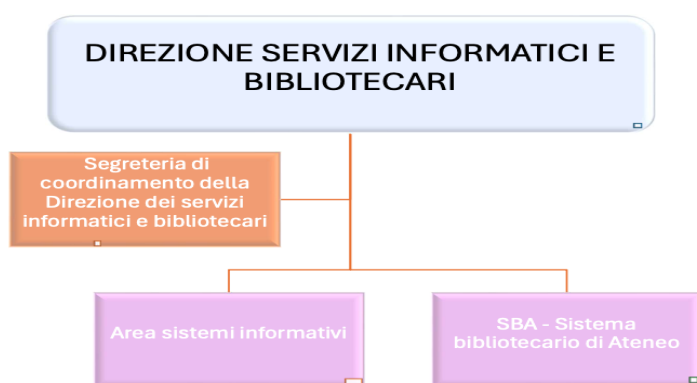 DIREZIONE SERVIZI INFORMATICI E
BIBLIOTECARI
Segreteria di
coordinamento della
Direzione dei servizi
informatici e bibliotecari
Area sistemi informativi
SBA - Sistema
bibliotecario di Ateneo